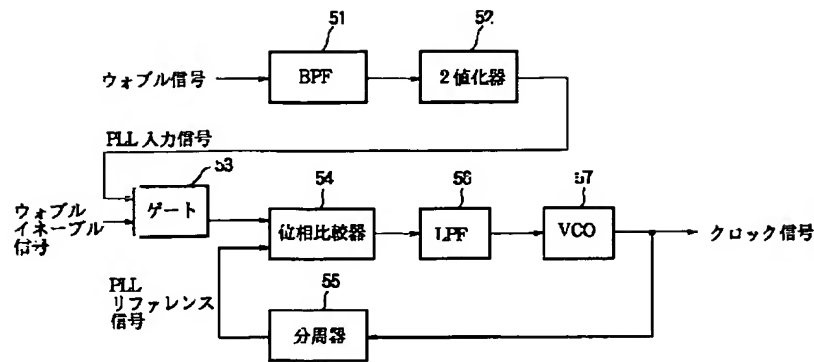 51
52
ウォブル信号
BPF
2値化器
PLL入力信号
53
54
56
57
ウォブル
イネーブル
信号
ゲート
位相比較器
LPF
VCO
クロック信号
PLL
リファレンス
信号
55
分周器